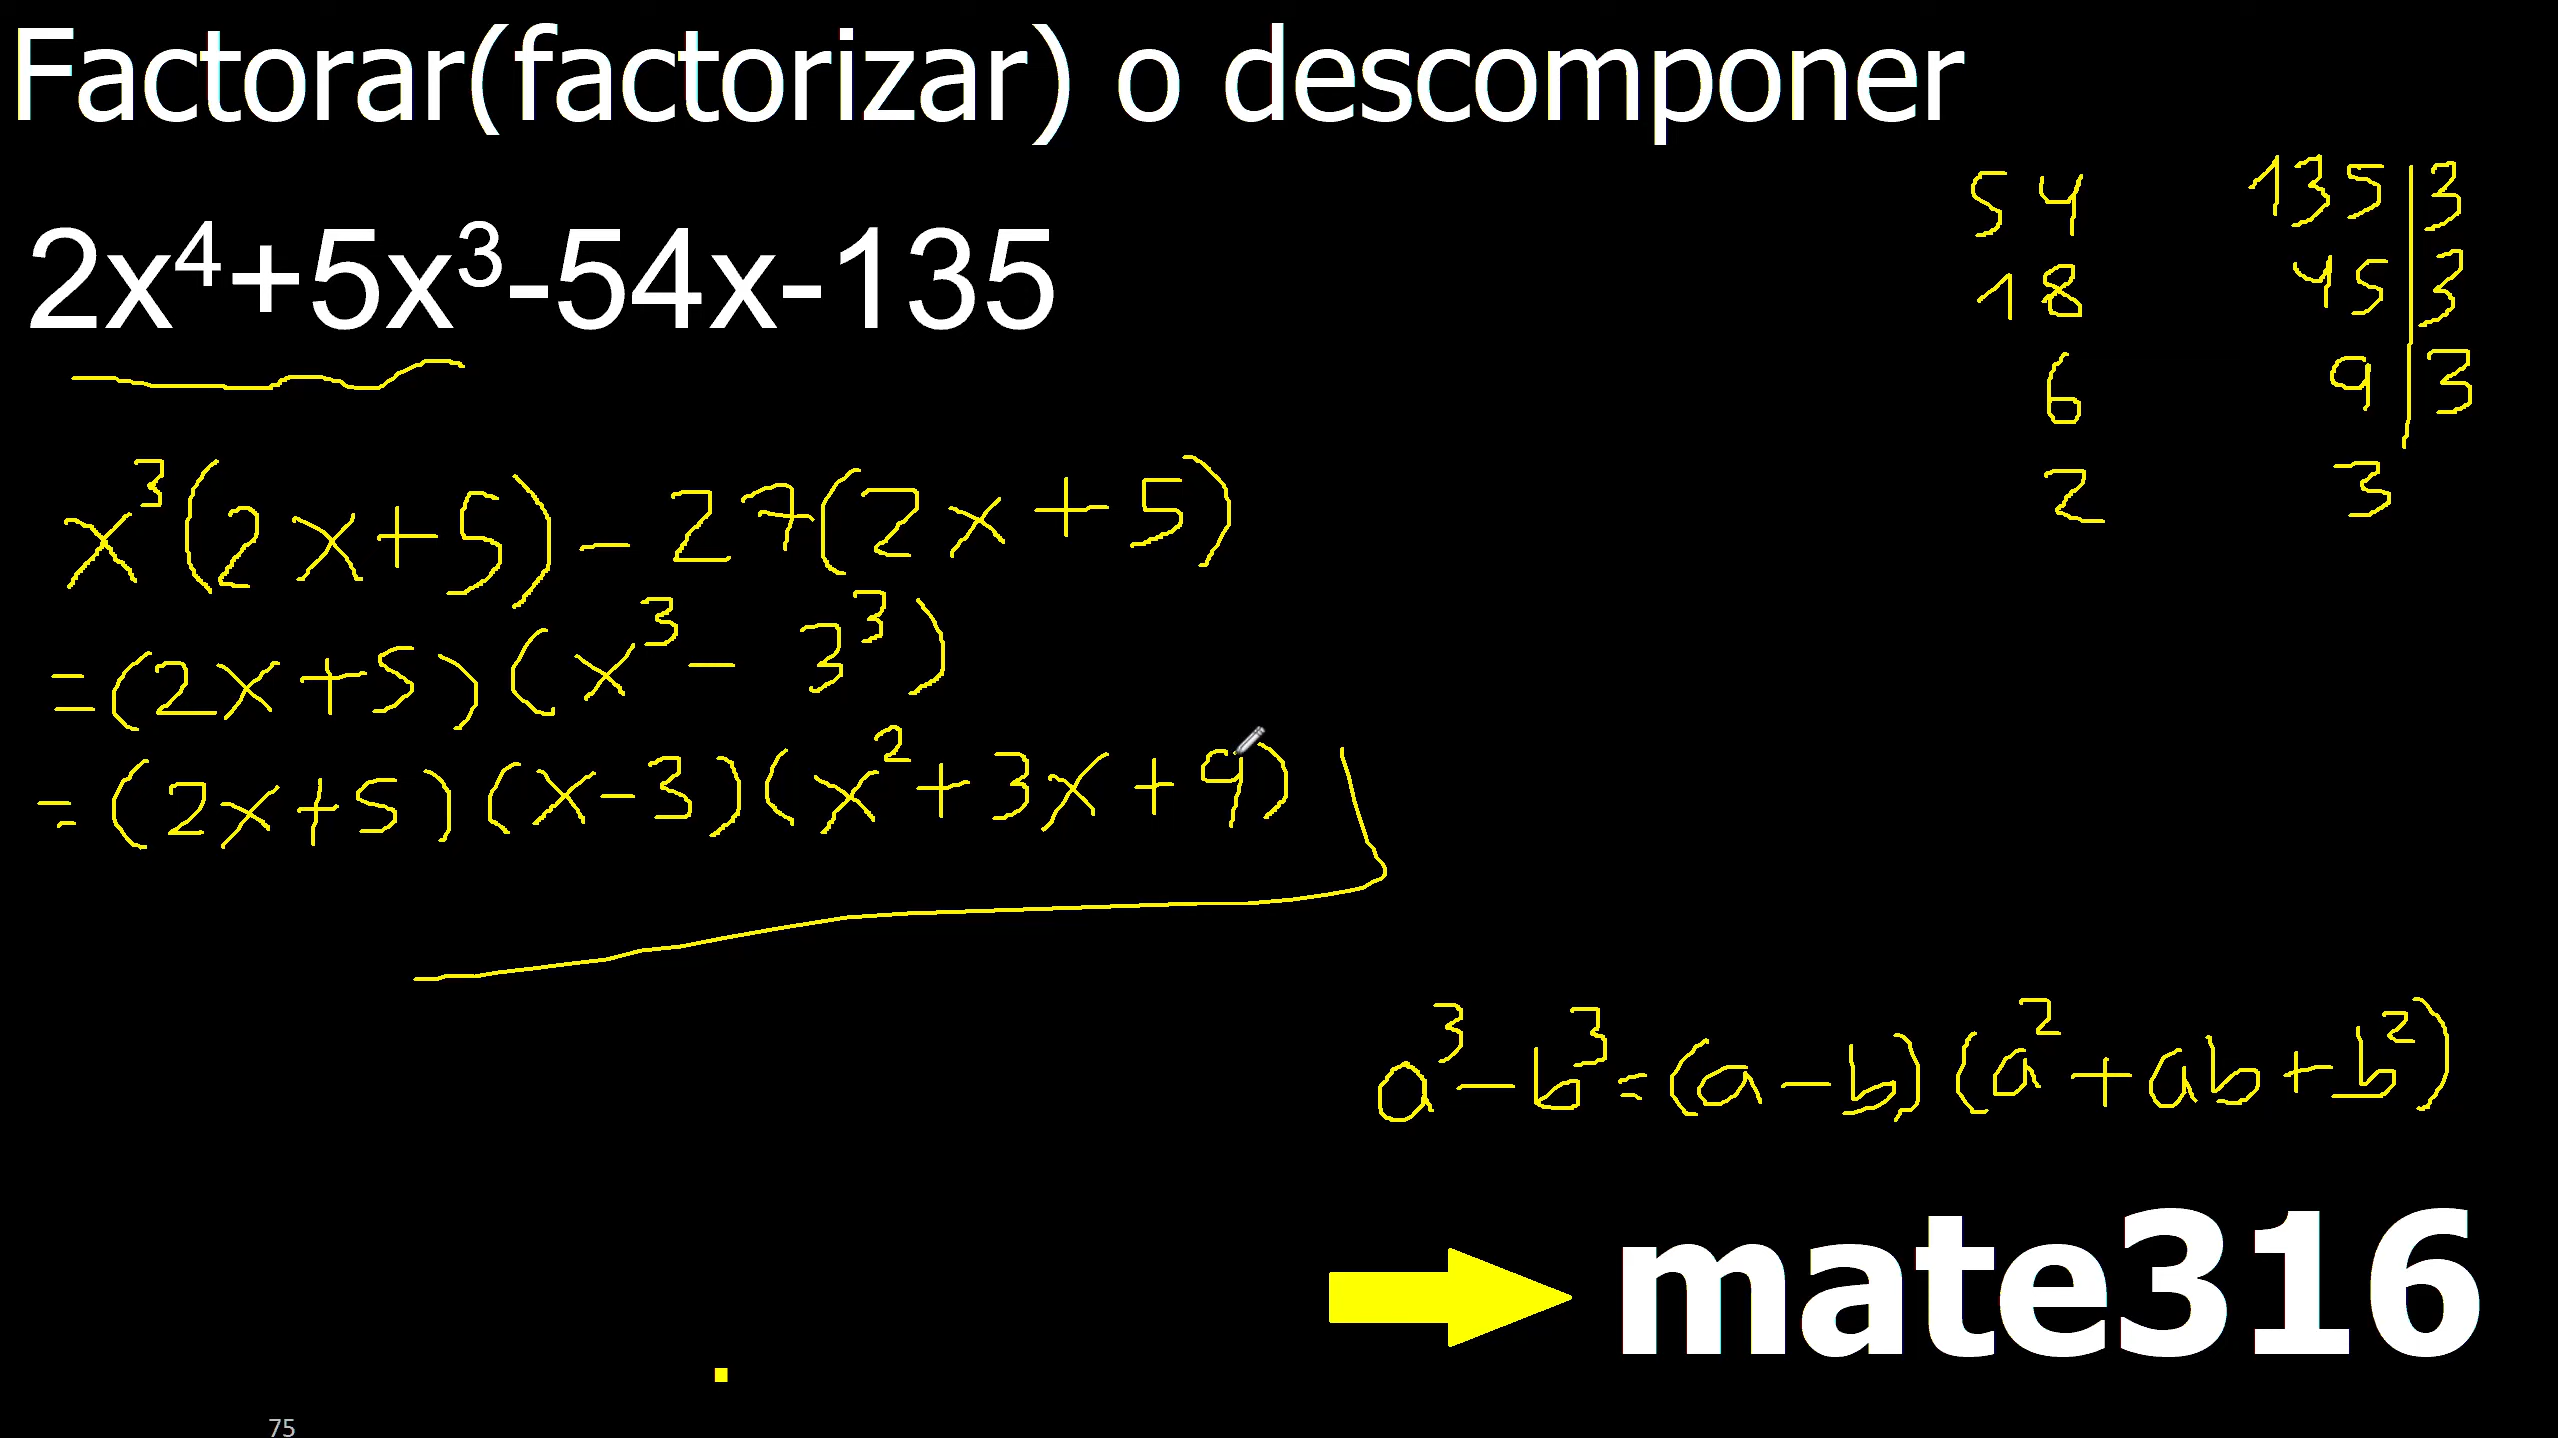 Factorar(factorizar) o descomponer
2x⁴+5x³-54x-135
54 135 | 3
18 45 | 3
6 9 | 3
2 3
x³(2x+5)-27(2x+5)
=(2x+5)(x³-3³)
=(2x+5)(x-3)(x²+3x+9)
a³-b³=(a-b)(a²+ab+b²)
mate316
75